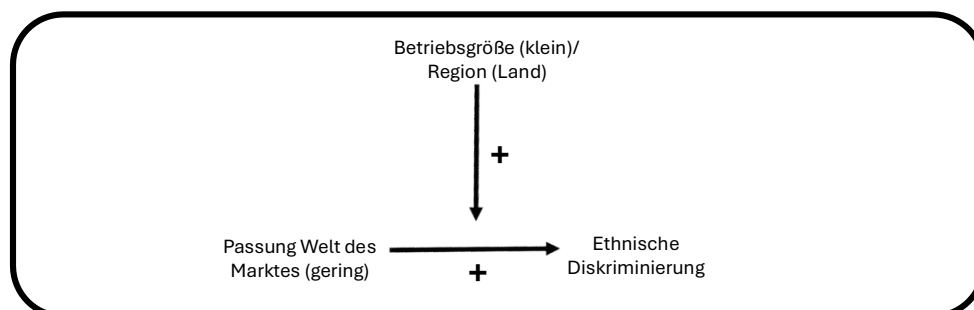 Betriebsgröße (klein)/
Region (Land)
+
Passung Welt des
Marktes (gering)
+
Ethnische
Diskriminierung